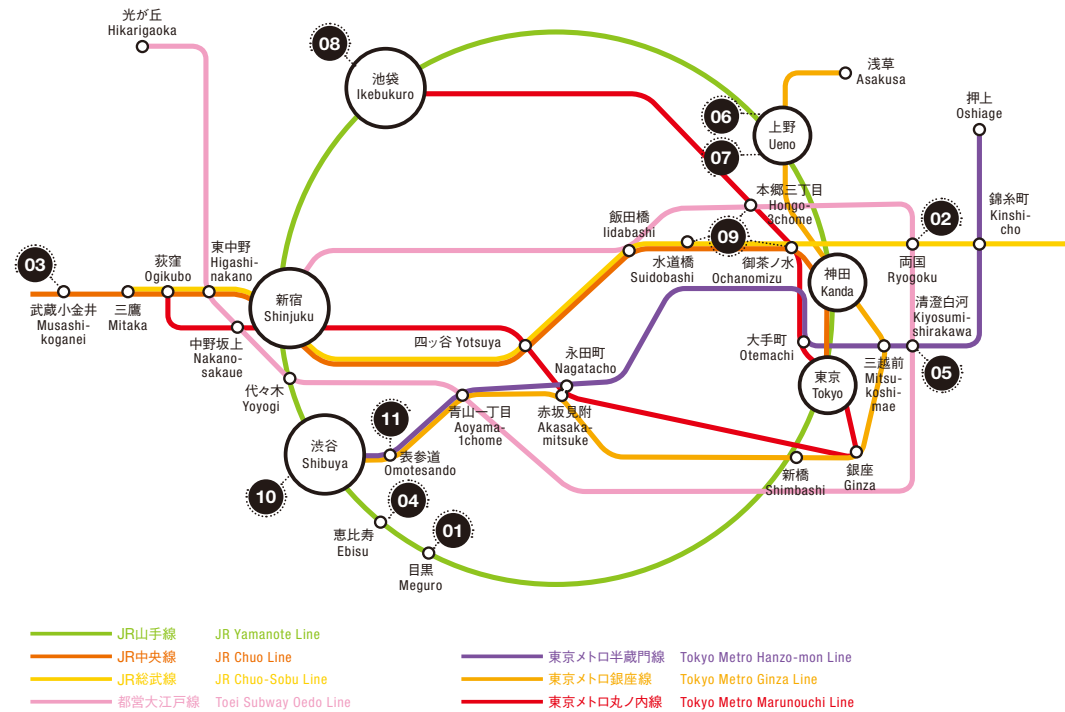 光が丘
Hikarigaoka
08
池袋
Ikebukuro
浅草
Asakusa
押上
Oshiage
06
上野
Ueno
07
本郷三丁目
Hongo-
3chome
飯田橋
Iidabashi
09
水道橋
Suidobashi
御茶ノ水
Ochanomizu
02
両国
Ryogoku
錦糸町
Kinshi-
cho
03
武蔵小金井
Musashi-
koganei
三鷹
Mitaka
荻窪
Ogikubo
東中野
Higashi-
nakano
新宿
Shinjuku
神田
Kanda
清澄白河
Kiyosumi-
shirakawa
中野坂上
Nakano-
sakaue
四ッ谷 Yotsuya
永田町
Nagatacho
大手町
Otemachi
三越前
Mitsu-
koshi-
mae
05
代々木
Yoyogi
東京
Tokyo
青山一丁目
Aoyama-
1chome
赤坂見附
Akasaka-
mitsuke
11
表参道
Omotesando
渋谷
Shibuya
10
新橋
Shimbashi
銀座
Ginza
04
恵比寿
Ebisu
01
目黒
Meguro
JR山手線 JR Yamanote Line
JR中央線 JR Chuo Line
JR総武線 JR Chuo-Sobu Line
都営大江戸線 Toei Subway Oedo Line
東京メトロ半蔵門線 Tokyo Metro Hanzo-mon Line
東京メトロ銀座線 Tokyo Metro Ginza Line
東京メトロ丸ノ内線 Tokyo Metro Marunouchi Line